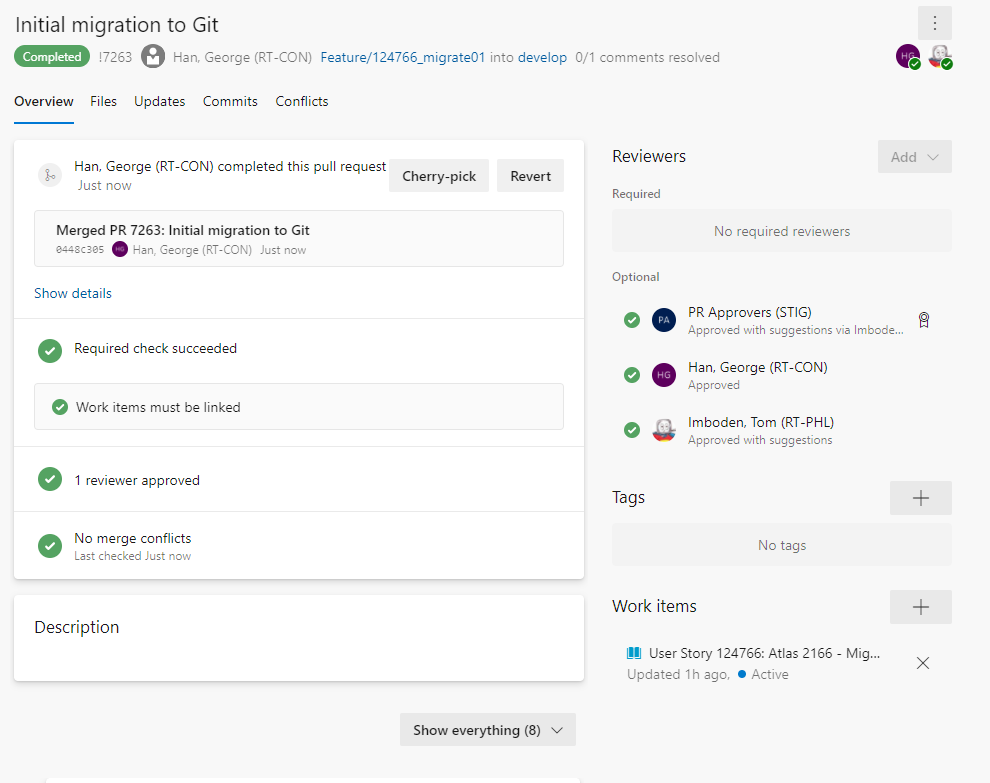 Initial migration to Git
Completed !7263 Han, George (RT-CON) Feature/124766_migrate01 into develop 0/1 comments resolved
HG
Overview Files Updates Commits Conflicts
Han, George (RT-CON) completed this pull request
Just now
Cherry-pick
Revert
Merged PR 7263: Initial migration to Git
0448c305 HG Han, George (RT-CON) Just now
Show details
Required check succeeded
Work items must be linked
1 reviewer approved
No merge conflicts
Last checked Just now
Description
Show everything (8)
Reviewers
Add
Required
No required reviewers
Optional
PA
PR Approvers (STIG)
Approved with suggestions via Imbode...
HG
Han, George (RT-CON)
Approved
Imboden, Tom (RT-PHL)
Approved with suggestions
Tags
No tags
Work items
User Story 124766: Atlas 2166 - Mig...
Updated 1h ago, Active